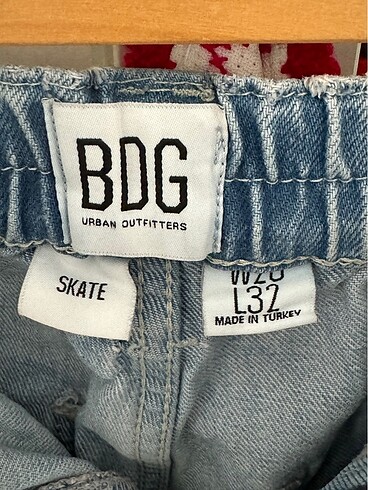 BDG
URBAN OUTFITTERS
SKATE
L32
MADE IN TURKEY